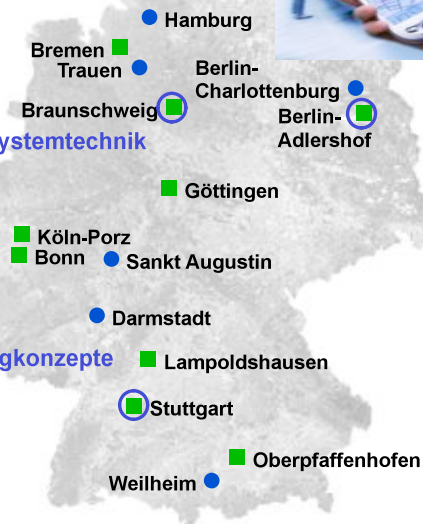 Hamburg
Bremen
Trauen
Berlin-
Charlottenburg
Braunschweig
Berlin-
Adlershof
ystemtechnik
Göttingen
Köln-Porz
Bonn
Sankt Augustin
Darmstadt
gkonzepte
Lampoldshausen
Stuttgart
Oberpfaffenhofen
Weilheim